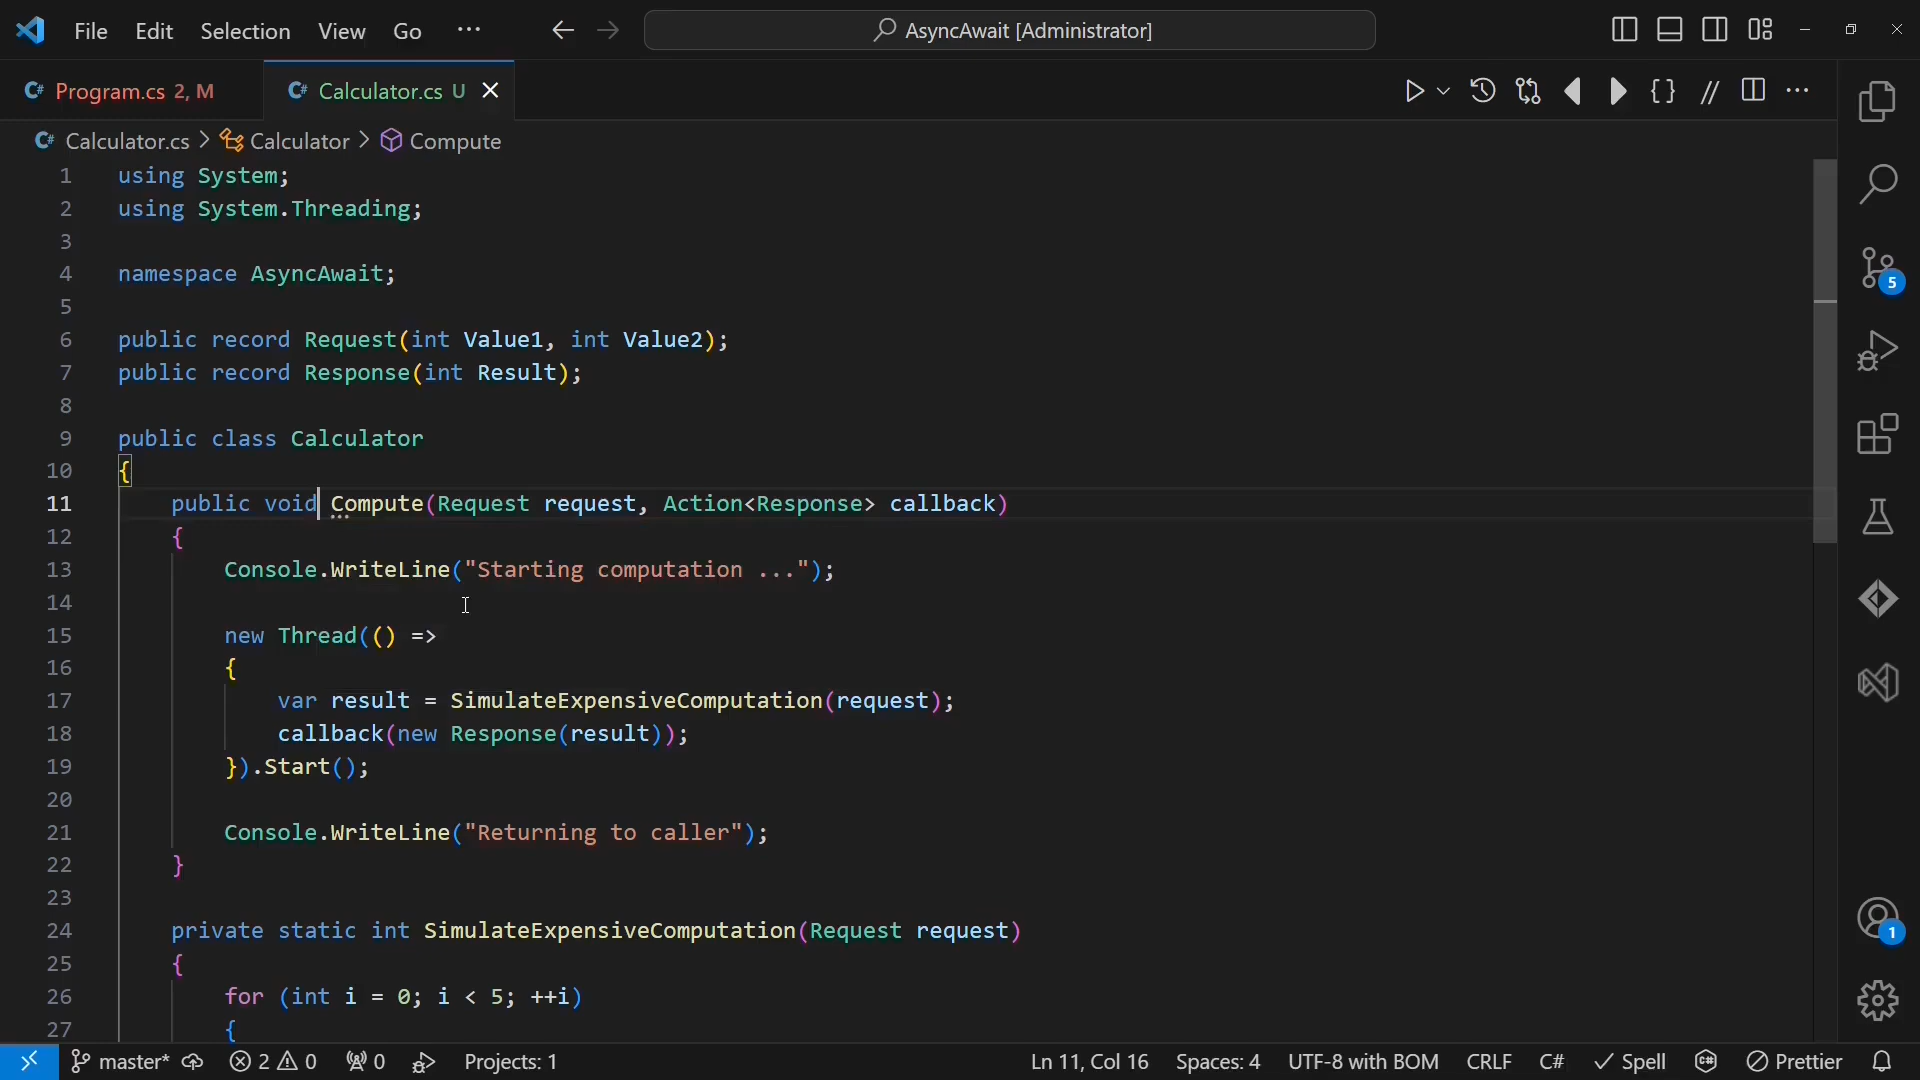 File Edit Selection View Go ··· AsyncAwait [Administrator]
Program.cs 2, M Calculator.cs U
Calculator.cs > Calculator > Compute
1 using System;
2 using System.Threading;
3
4 namespace AsyncAwait;
5
6 public record Request(int Value1, int Value2);
7 public record Response(int Result);
8
9 public class Calculator
10 {
11 public void Compute(Request request, Action<Response> callback)
12 {
13 Console.WriteLine("Starting computation ...");
14
15 new Thread(() =>
16 {
17 var result = SimulateExpensiveComputation(request);
18 callback(new Response(result));
19 }).Start();
20
21 Console.WriteLine("Returning to caller");
22 }
23
24 private static int SimulateExpensiveComputation(Request request)
25 {
26 for (int i = 0; i < 5; ++i)
27 {
5
1
master* 2 0 0 Projects: 1 Ln 11, Col 16 Spaces: 4 UTF-8 with BOM CRLF C# Spell Prettier